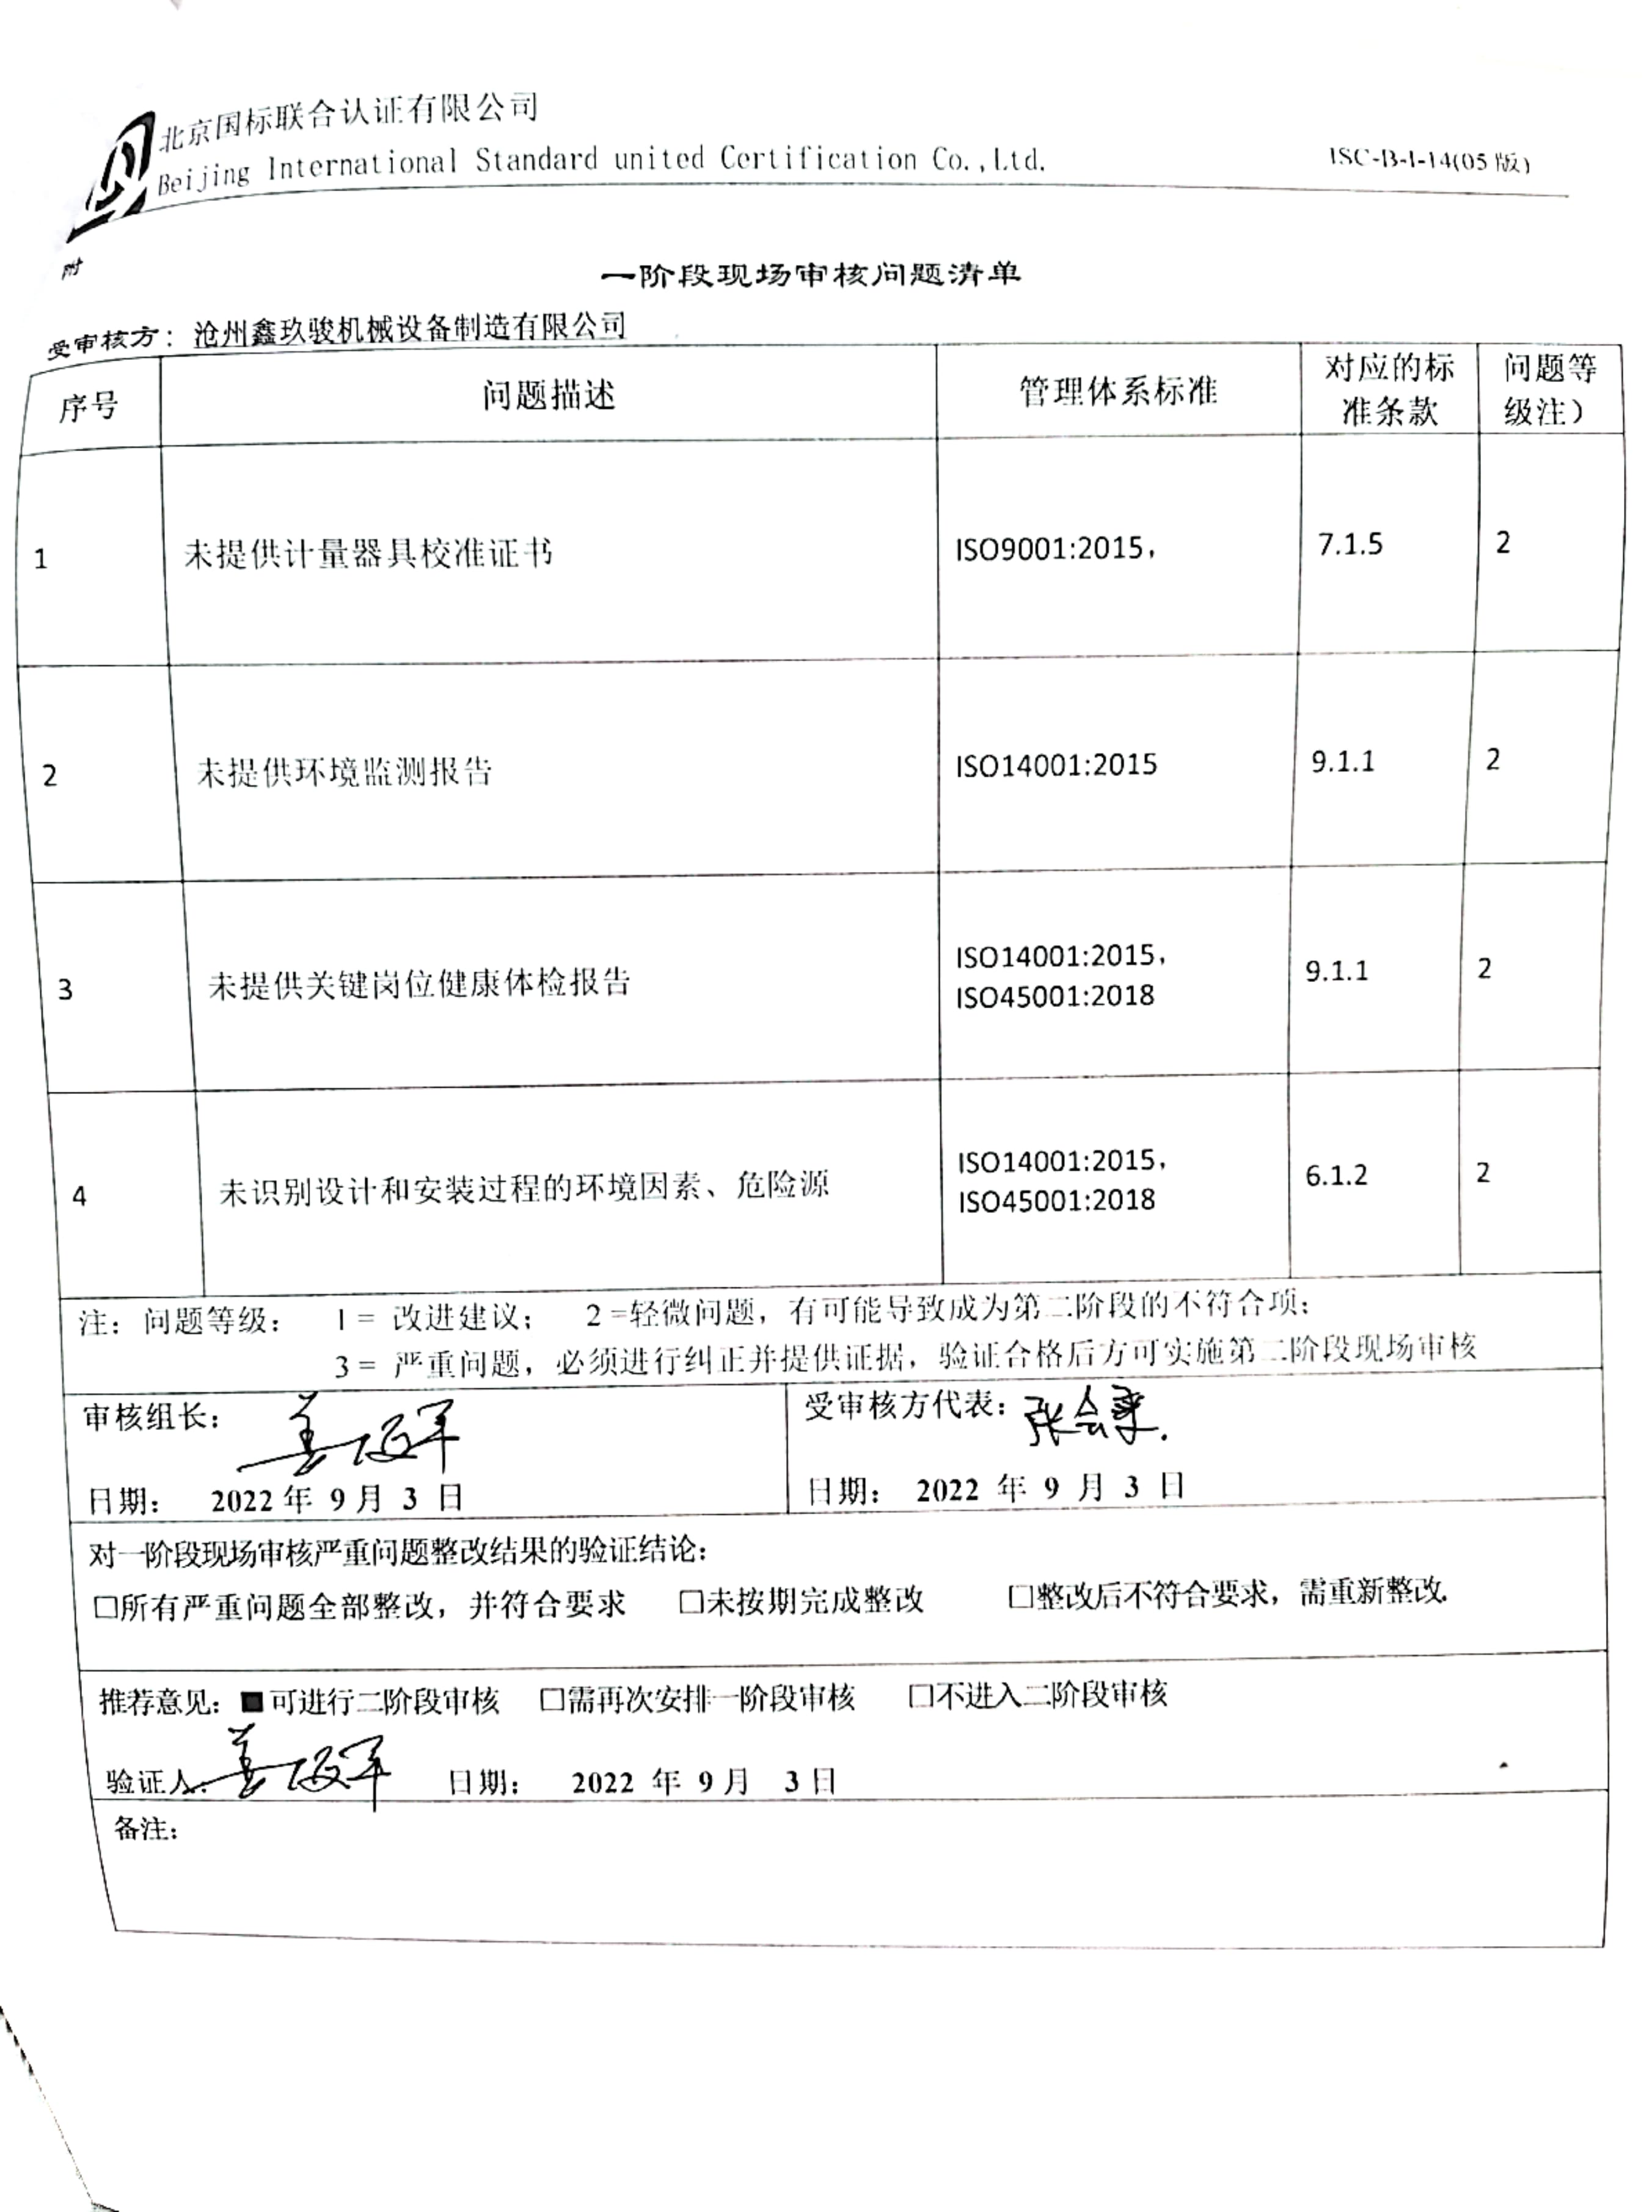 北京国标联合认证有限公司
Beijing International Standard united Certification Co.,Ltd.
ISC-B-I-14(05版)
附
一阶段现场审核问题清单
受审核方：沧州鑫玖骏机械设备制造有限公司
序号 问题描述 管理体系标准 对应的标准条款 问题等级注）
1 未提供计量器具校准证书 ISO9001:2015， 7.1.5 2
2 未提供环境监测报告 ISO14001:2015 9.1.1 2
3 未提供关键岗位健康体检报告 ISO14001:2015， ISO45001:2018 9.1.1 2
4 未识别设计和安装过程的环境因素、危险源 ISO14001:2015， ISO45001:2018 6.1.2 2
注：问题等级： 1 = 改进建议； 2 =轻微问题，有可能导致成为第二阶段的不符合项；
3 = 严重问题，必须进行纠正并提供证据，验证合格后方可实施第二阶段现场审核
审核组长：
日期： 2022 年 9 月 3 日
受审核方代表：
日期： 2022 年 9 月 3 日
对一阶段现场审核严重问题整改结果的验证结论：
□所有严重问题全部整改，并符合要求 □未按期完成整改 □整改后不符合要求，需重新整改.
推荐意见：■可进行二阶段审核 □需再次安排一阶段审核 □不进入二阶段审核
验证人： 日期： 2022 年 9 月 3 日
备注：